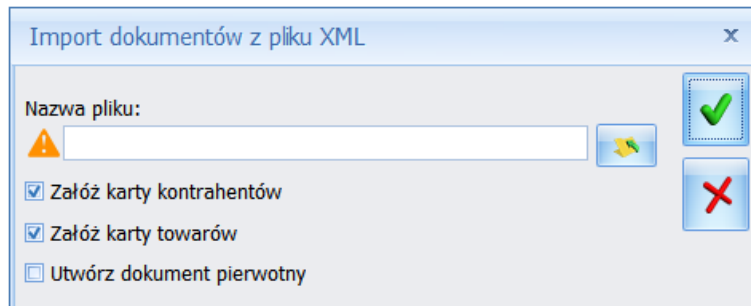 Import dokumentów z pliku XML
x
Nazwa pliku:
Załóż karty kontrahentów
Załóż karty towarów
Utwórz dokument pierwotny